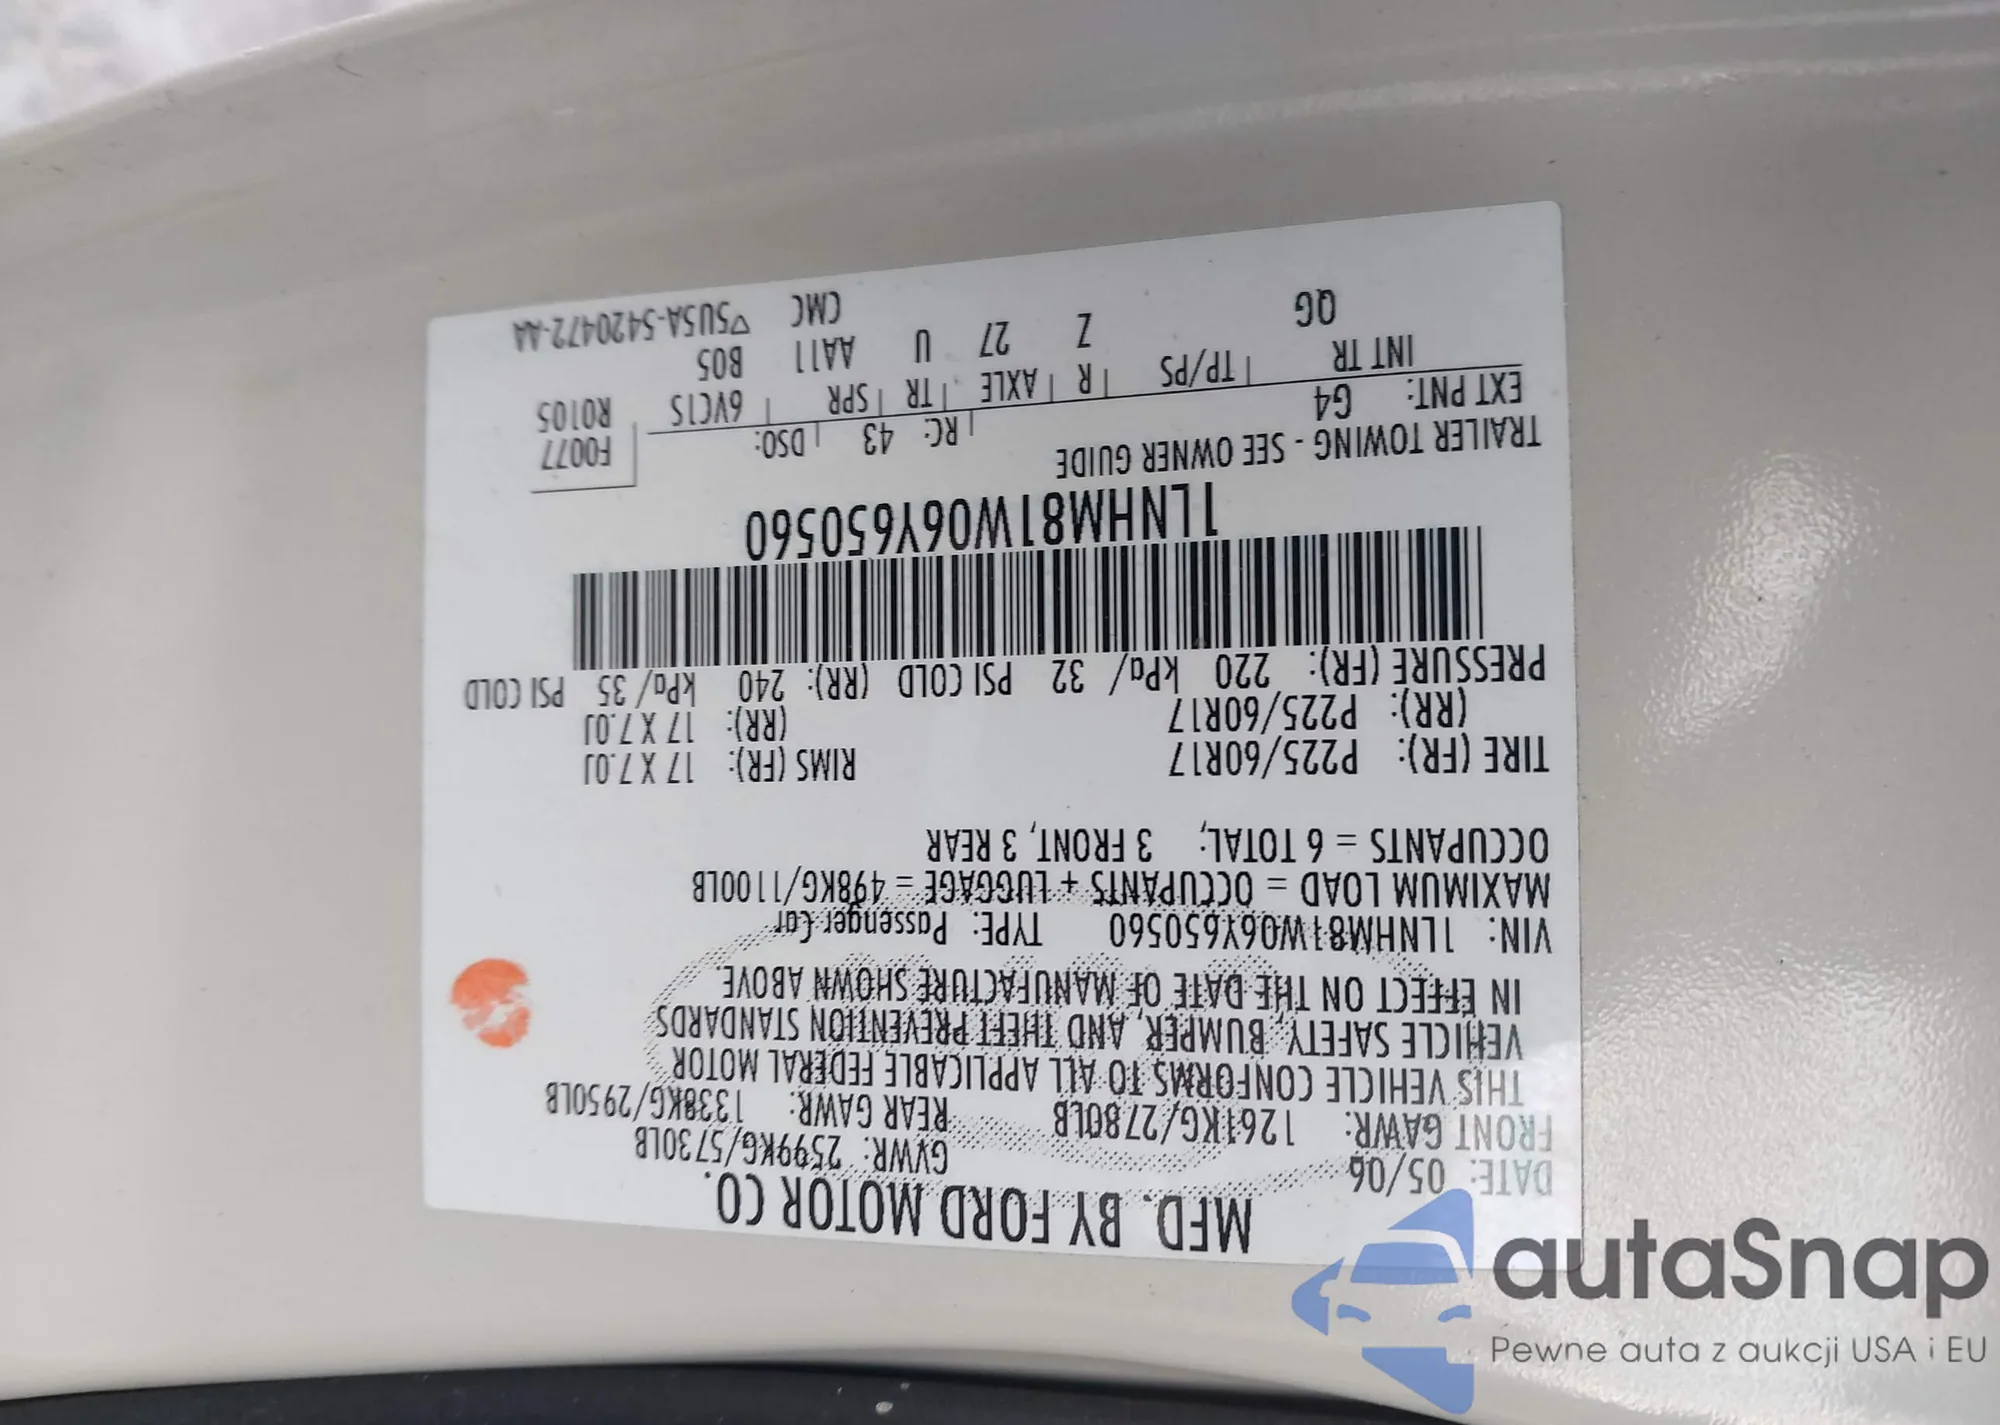 MFD. BY FORD MOTOR CO.
DATE: 05/06 GVWR: 2599KG/5730LB
FRONT GAWR: 1261KG/2780LB REAR GAWR: 1338KG/2950LB
THIS VEHICLE CONFORMS TO ALL APPLICABLE FEDERAL MOTOR
VEHICLE SAFETY, BUMPER, AND THEFT PREVENTION STANDARDS
IN EFFECT ON THE DATE OF MANUFACTURE SHOWN ABOVE.
VIN: 1LNHM81W06Y650560 TYPE: Passenger Car
MAXIMUM LOAD = OCCUPANTS + LUGGAGE = 498KG/1100LB
OCCUPANTS = 6 TOTAL; 3 FRONT, 3 REAR
TIRE (FR): P225/60R17 RIMS (FR): 17 X 7.0J
(RR): P225/60R17 (RR): 17 X 7.0J
PRESSURE (FR): 220 kPa/ 32 PSI COLD (RR): 240 kPa/ 35 PSI COLD
1LNHM81W06Y650560
TRAILER TOWING - SEE OWNER GUIDE F0077
EXT PNT: G4 RC: 43 DSO: R0105
INT TR TP/PS R AXLE TR SPR 6VC1S
QG Z 27 U AA11 B05
CMC ▽5U5A-5420472-AA
autaSnap
Pewne auta z aukcji USA i EU